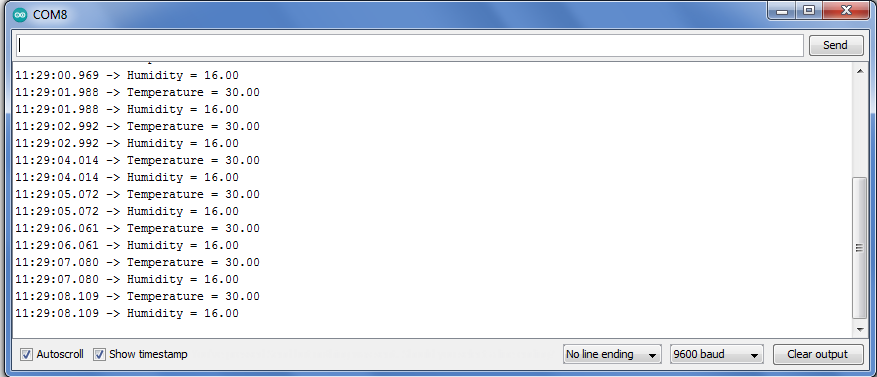 COM8
Send
11:29:00.969 -> Humidity = 16.00
11:29:01.988 -> Temperature = 30.00
11:29:01.988 -> Humidity = 16.00
11:29:02.992 -> Temperature = 30.00
11:29:02.992 -> Humidity = 16.00
11:29:04.014 -> Temperature = 30.00
11:29:04.014 -> Humidity = 16.00
11:29:05.072 -> Temperature = 30.00
11:29:05.072 -> Humidity = 16.00
11:29:06.061 -> Temperature = 30.00
11:29:06.061 -> Humidity = 16.00
11:29:07.080 -> Temperature = 30.00
11:29:07.080 -> Humidity = 16.00
11:29:08.109 -> Temperature = 30.00
11:29:08.109 -> Humidity = 16.00
Autoscroll Show timestamp No line ending 9600 baud Clear output